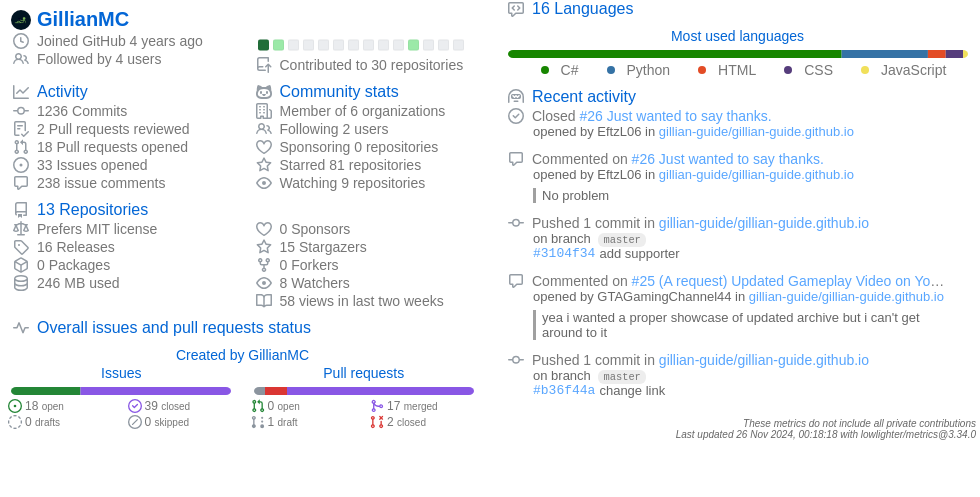 GillianMC
Joined GitHub 4 years ago
Followed by 4 users
Contributed to 30 repositories
Activity
1236 Commits
2 Pull requests reviewed
18 Pull requests opened
33 Issues opened
238 issue comments
Community stats
Member of 6 organizations
Following 2 users
Sponsoring 0 repositories
Starred 81 repositories
Watching 9 repositories
13 Repositories
Prefers MIT license
16 Releases
0 Packages
246 MB used
0 Sponsors
15 Stargazers
0 Forkers
8 Watchers
58 views in last two weeks
Overall issues and pull requests status
Created by GillianMC
Issues
18 open
39 closed
0 drafts
0 skipped
Pull requests
0 open
17 merged
1 draft
2 closed
16 Languages
Most used languages
C# Python HTML CSS JavaScript
Recent activity
Closed #26 Just wanted to say thanks.
opened by EftzL06 in gillian-guide/gillian-guide.github.io
Commented on #26 Just wanted to say thanks.
opened by EftzL06 in gillian-guide/gillian-guide.github.io
No problem
Pushed 1 commit in gillian-guide/gillian-guide.github.io
on branch master
#3104f34 add supporter
Commented on #25 (A request) Updated Gameplay Video on Yo…
opened by GTAGamingChannel44 in gillian-guide/gillian-guide.github.io
yea i wanted a proper showcase of updated archive but i can't get
around to it
Pushed 1 commit in gillian-guide/gillian-guide.github.io
on branch master
#b36f44a change link
These metrics do not include all private contributions
Last updated 26 Nov 2024, 00:18:18 with lowlighter/metrics@3.34.0